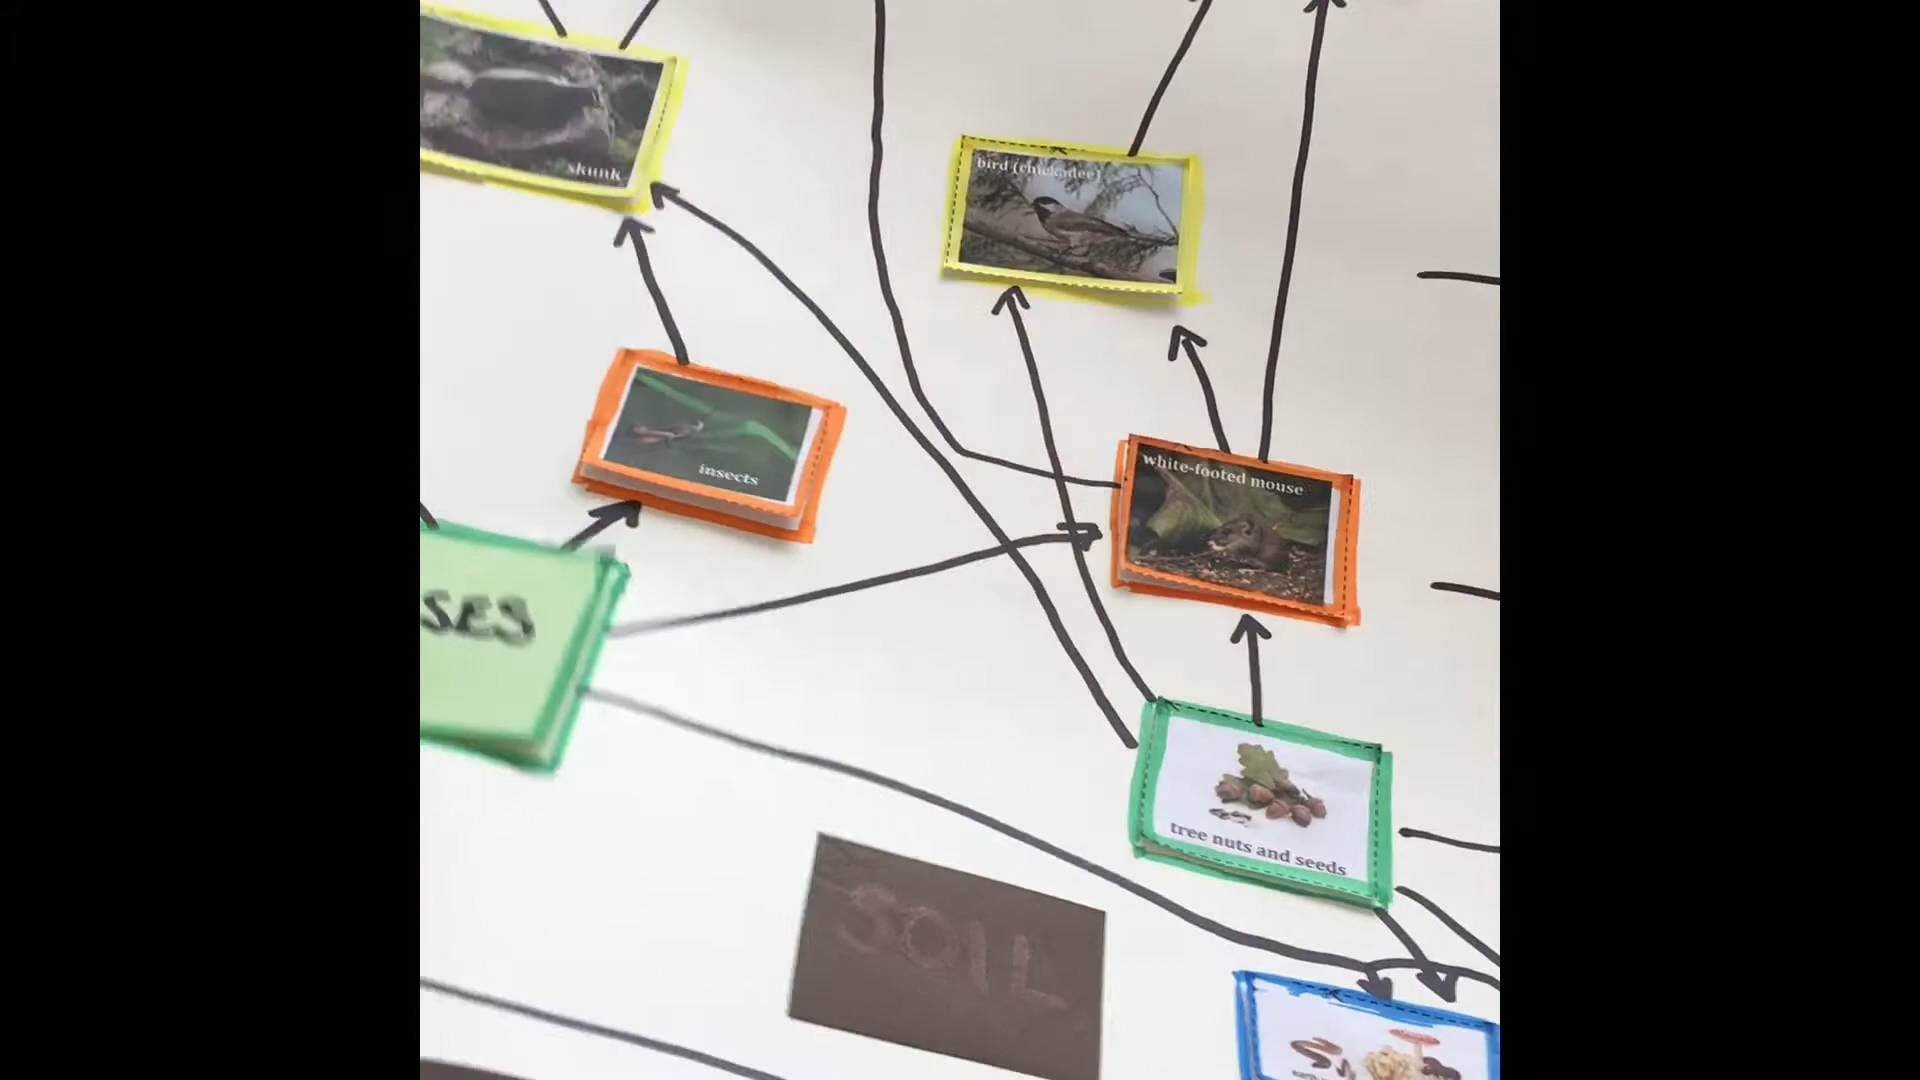 skunk
bird (chickadee)
insects
white-footed mouse
SES
tree nuts and seeds
SOIL